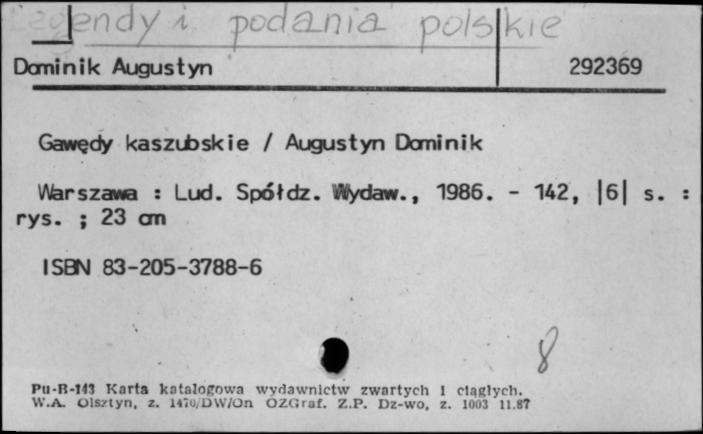 Legendy i podania polskie
Dominik Augustyn 292369
Gawędy kaszubskie / Augustyn Dominik
Warszawa : Lud. Spółdz. Wydaw., 1986. - 142, |6| s. :
rys. ; 23 cm
ISBN 83-205-3788-6
8
Pu-B-143 Karta katalogowa wydawnictw zwartych i ciągłych.
W.A. Olsztyn, z. 1470/DW/On OZGraf. Z.P. Dz-wo, z. 1003 11.87